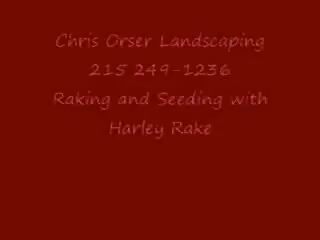 Chris Orser Landscaping
215 249-1236
Raking and Seeding with
Harley Rake